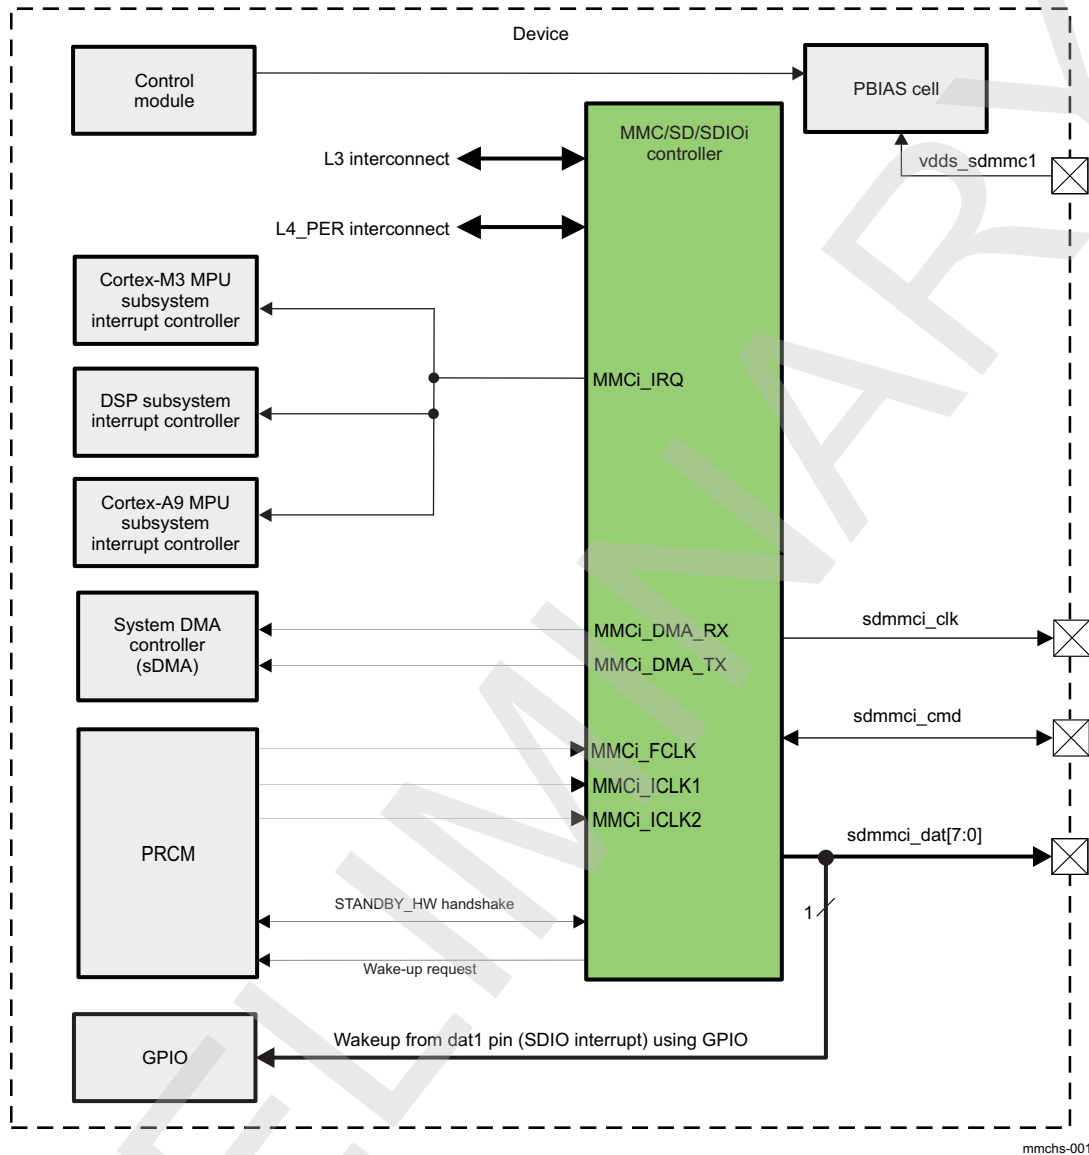 Device
Control
module
PBIAS cell
MMC/SD/SDIOi
controller
L3 interconnect
vdds_sdmmc1
L4_PER interconnect
Cortex-M3 MPU
subsystem
interrupt controller
MMCi_IRQ
DSP subsystem
interrupt controller
Cortex-A9 MPU
subsystem
interrupt controller
System DMA
controller
(sDMA)
MMCi_DMA_RX
MMCi_DMA_TX
sdmmci_clk
sdmmci_cmd
MMCi_FCLK
MMCi_ICLK1
MMCi_ICLK2
sdmmci_dat[7:0]
PRCM
STANDBY_HW handshake
1
Wake-up request
Wakeup from dat1 pin (SDIO interrupt) using GPIO
GPIO
mmchs-001
ELIMINARY